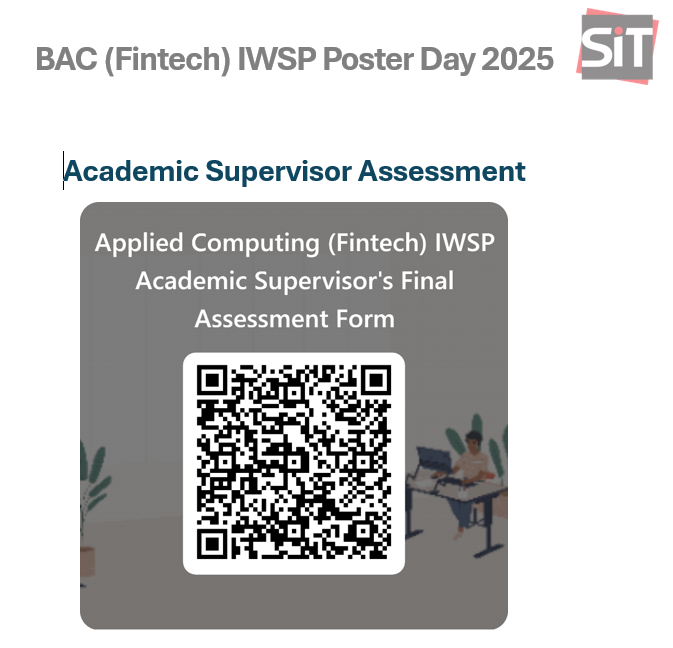 BAC (Fintech) IWSP Poster Day 2025
SiT
Academic Supervisor Assessment
Applied Computing (Fintech) IWSP
Academic Supervisor's Final
Assessment Form